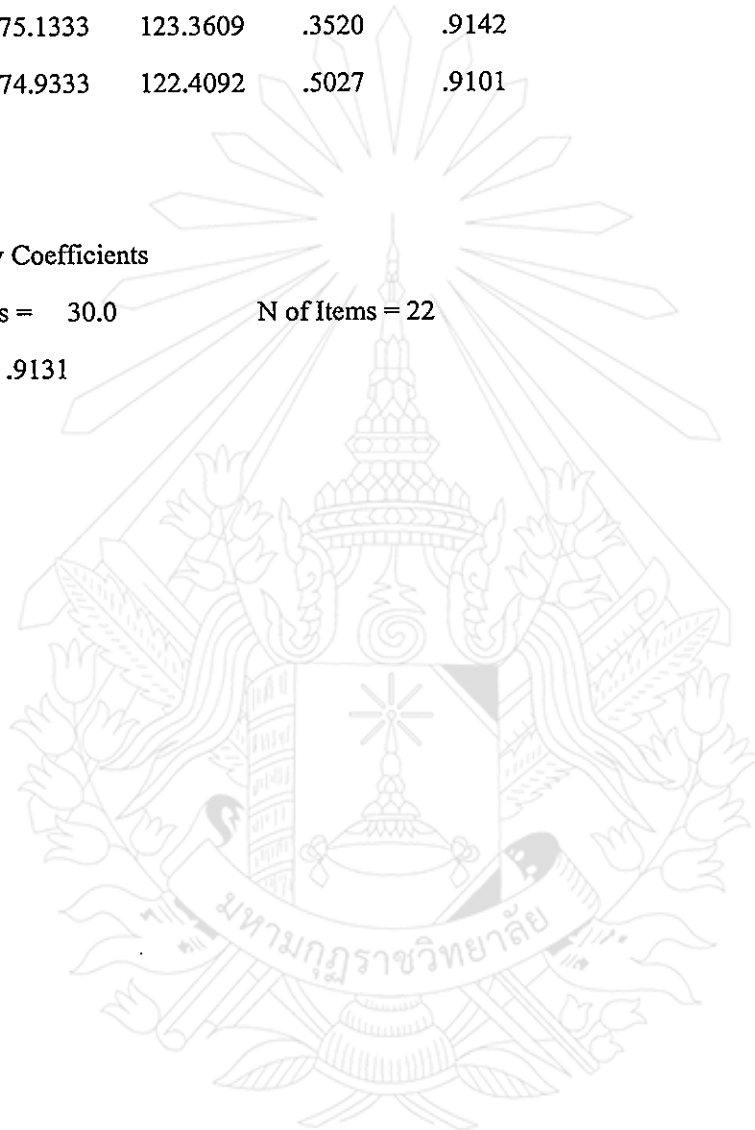 75.1333 123.3609 .3520 .9142
74.9333 122.4092 .5027 .9101
Coefficients
s = 30.0 N of Items = 22
.9131
มหามกุฏราชวิทยาลัย